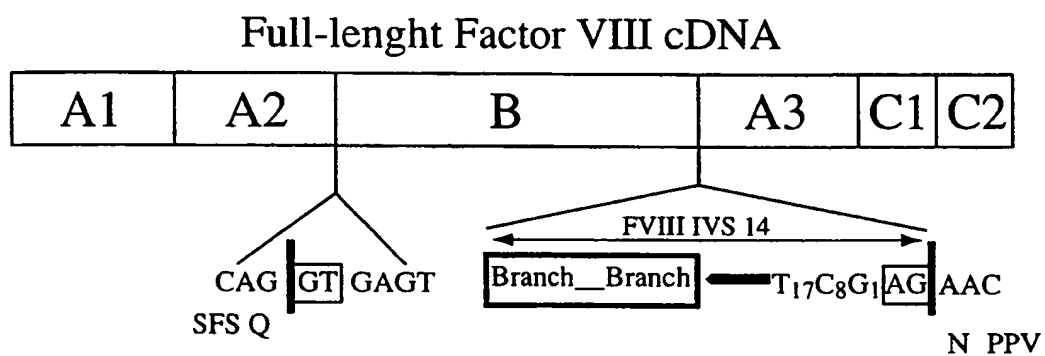 Full-lenght Factor VIII cDNA
A1 A2 B A3 C1 C2
FVIII IVS 14
CAG GT GAGT Branch__Branch T17C8G1 AG AAC
SFS Q
N PPV